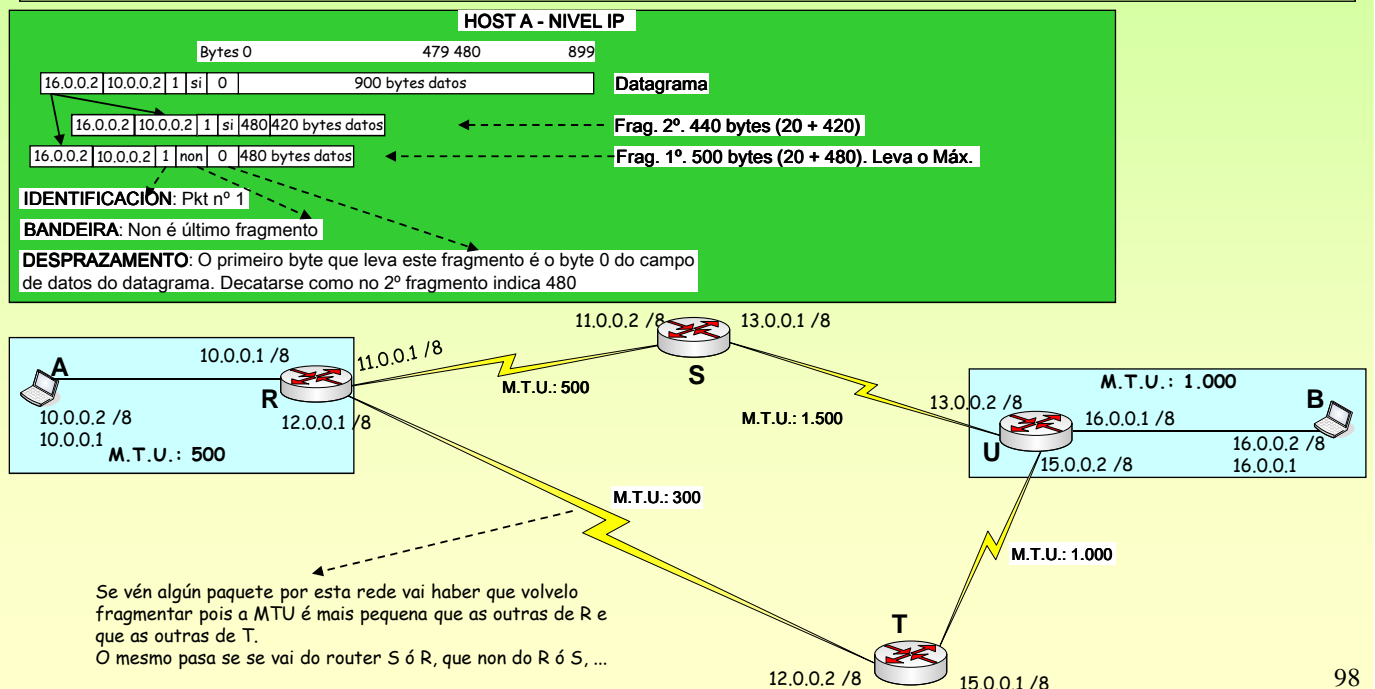 HOST A - NIVEL IP
Bytes 0 479 480 899
16.0.0.2 10.0.0.2 1 si 0 900 bytes datos Datagrama
16.0.0.2 10.0.0.2 1 si 480 420 bytes datos Frag. 2º. 440 bytes (20 + 420)
16.0.0.2 10.0.0.2 1 non 0 480 bytes datos Frag. 1º. 500 bytes (20 + 480). Leva o Máx.
IDENTIFICACIÓN: Pkt nº 1
BANDEIRA: Non é último fragmento
DESPRAZAMENTO: O primeiro byte que leva este fragmento é o byte 0 do campo
de datos do datagrama. Decatarse como no 2º fragmento indica 480
11.0.0.2 /8 13.0.0.1 /8
S
A
10.0.0.1 /8
11.0.0.1 /8
R
10.0.0.2 /8
10.0.0.1
12.0.0.1 /8
M.T.U.: 500
M.T.U.: 500
M.T.U.: 1.500
M.T.U.: 1.000
B
13.0.0.2 /8
16.0.0.1 /8
U
16.0.0.2 /8
16.0.0.1
15.0.0.2 /8
M.T.U.: 300
M.T.U.: 1.000
Se vén algún paquete por esta rede vai haber que volvelo
fragmentar pois a MTU é mais pequena que as outras de R e
que as outras de T.
O mesmo pasa se se vai do router S ó R, que non do R ó S, ...
T
12.0.0.2 /8 15.0.0.1 /8
98